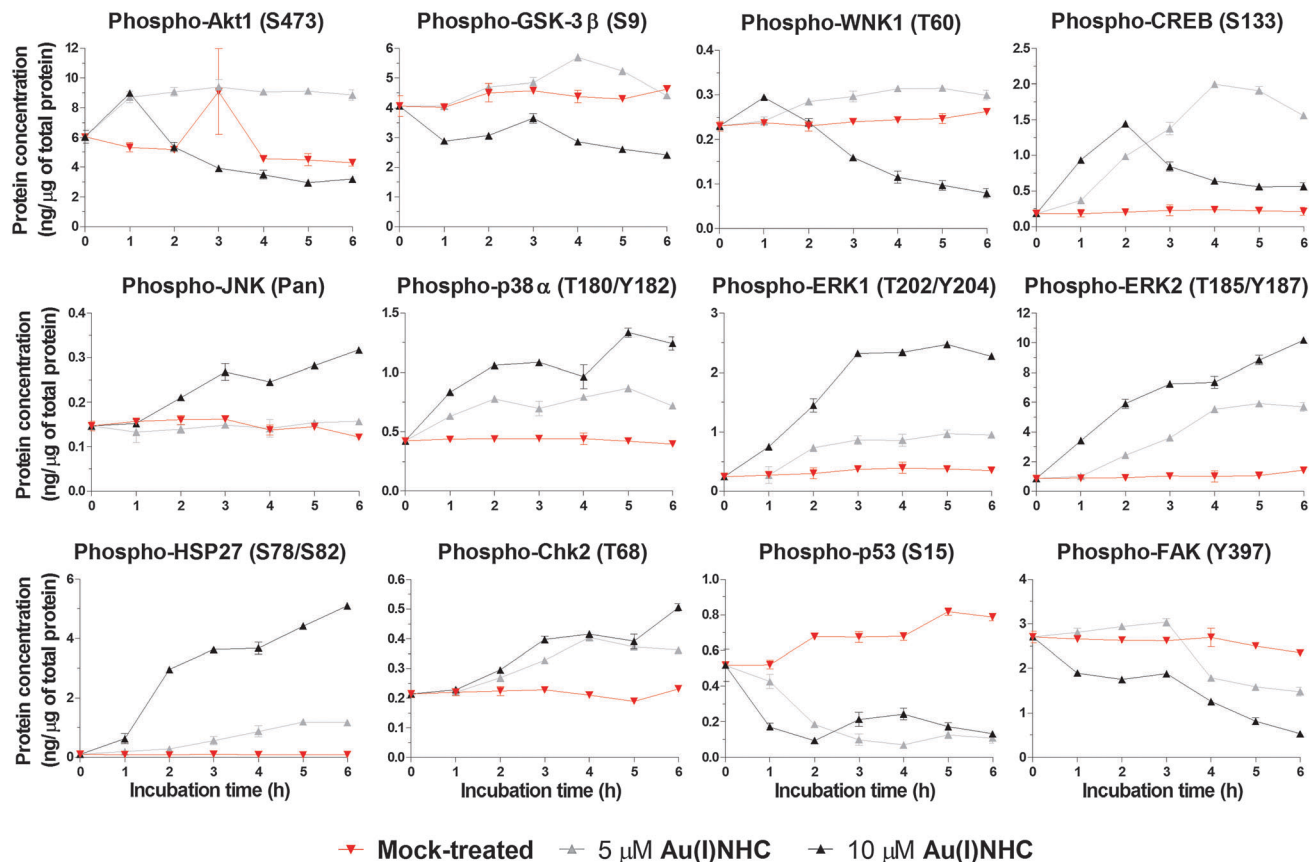 Phospho-Akt1 (S473) Phospho-GSK-3 β (S9) Phospho-WNK1 (T60) Phospho-CREB (S133)
Protein concentration
(ng/μg of total protein)
12 10 8 6 4 2 0
0 1 2 3 4 5 6
6 5 4 3 2 1 0
0 1 2 3 4 5 6
0.4 0.3 0.2 0.1 0.0
0 1 2 3 4 5 6
2.5 2.0 1.5 1.0 0.5 0.0
0 1 2 3 4 5 6
Phospho-JNK (Pan) Phospho-p38 α (T180/Y182) Phospho-ERK1 (T202/Y204) Phospho-ERK2 (T185/Y187)
Protein concentration
(ng/μg of total protein)
0.4 0.3 0.2 0.1 0.0
0 1 2 3 4 5 6
1.5 1.0 0.5 0.0
0 1 2 3 4 5 6
3 2 1 0
0 1 2 3 4 5 6
12 10 8 6 4 2 0
0 1 2 3 4 5 6
Phospho-HSP27 (S78/S82) Phospho-Chk2 (T68) Phospho-p53 (S15) Phospho-FAK (Y397)
Protein concentration
(ng/μg of total protein)
6 4 2 0
0 1 2 3 4 5 6
0.6 0.5 0.4 0.3 0.2 0.1 0.0
0 1 2 3 4 5 6
1.0 0.8 0.6 0.4 0.2 0.0
0 1 2 3 4 5 6
4 3 2 1 0
0 1 2 3 4 5 6
Incubation time (h) Incubation time (h) Incubation time (h) Incubation time (h)
Mock-treated 5 μM Au(I)NHC 10 μM Au(I)NHC